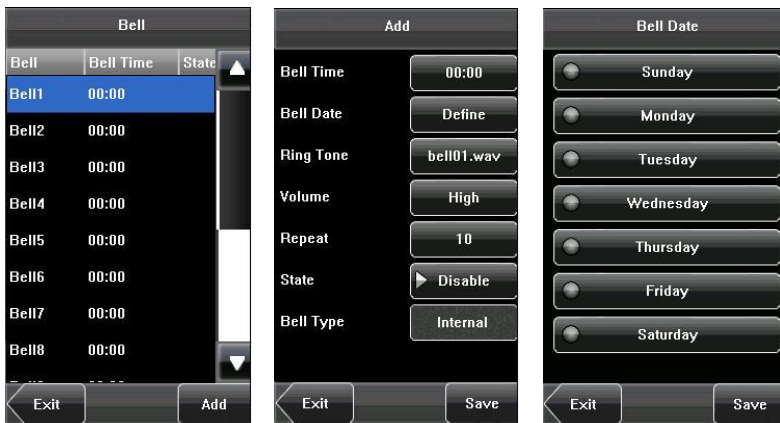 Bell
Bell Bell Time State
Bell1 00:00
Bell2 00:00
Bell3 00:00
Bell4 00:00
Bell5 00:00
Bell6 00:00
Bell7 00:00
Bell8 00:00
Exit Add
Add
Bell Time 00:00
Bell Date Define
Ring Tone bell01.wav
Volume High
Repeat 10
State Disable
Bell Type Internal
Exit Save
Bell Date
Sunday
Monday
Tuesday
Wednesday
Thursday
Friday
Saturday
Exit Save